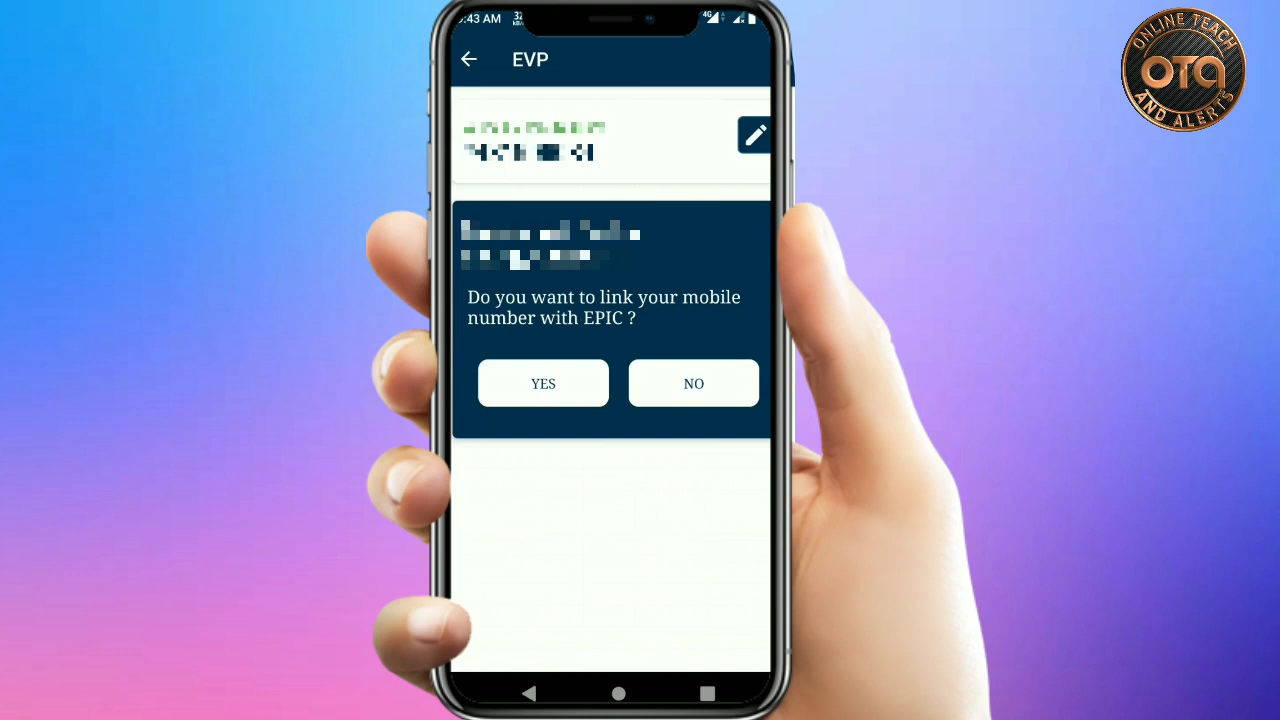 :43 AM
4G
EVP
Do you want to link your mobile
number with EPIC ?
YES
NO
ONLINE TEACH
OTA
AND ALERTS